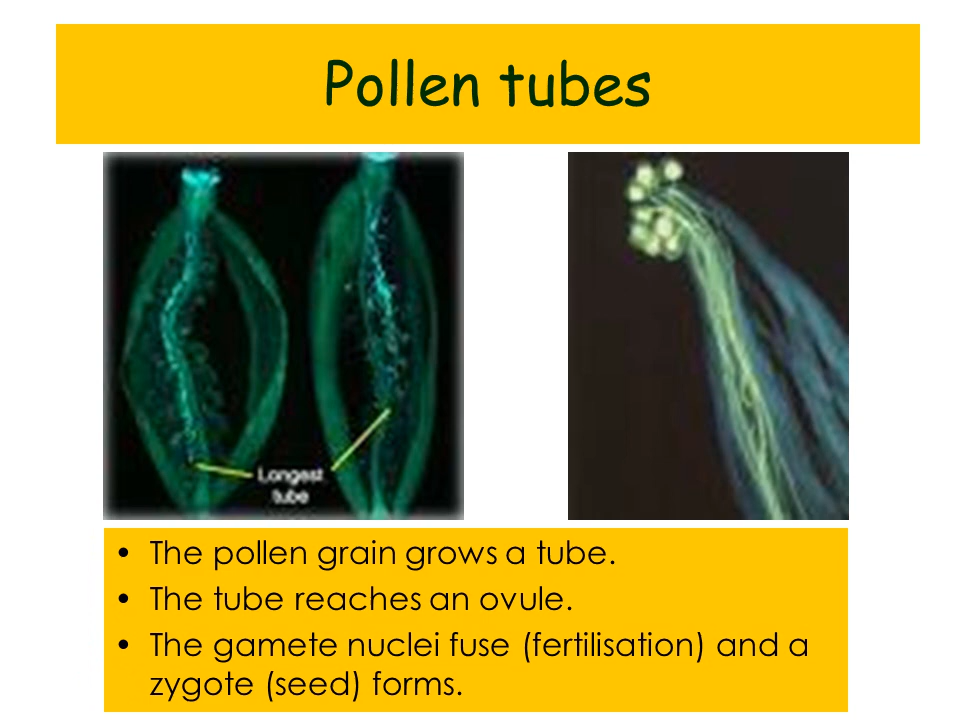 Pollen tubes
Longest
tube
• The pollen grain grows a tube.
• The tube reaches an ovule.
• The gamete nuclei fuse (fertilisation) and a
zygote (seed) forms.